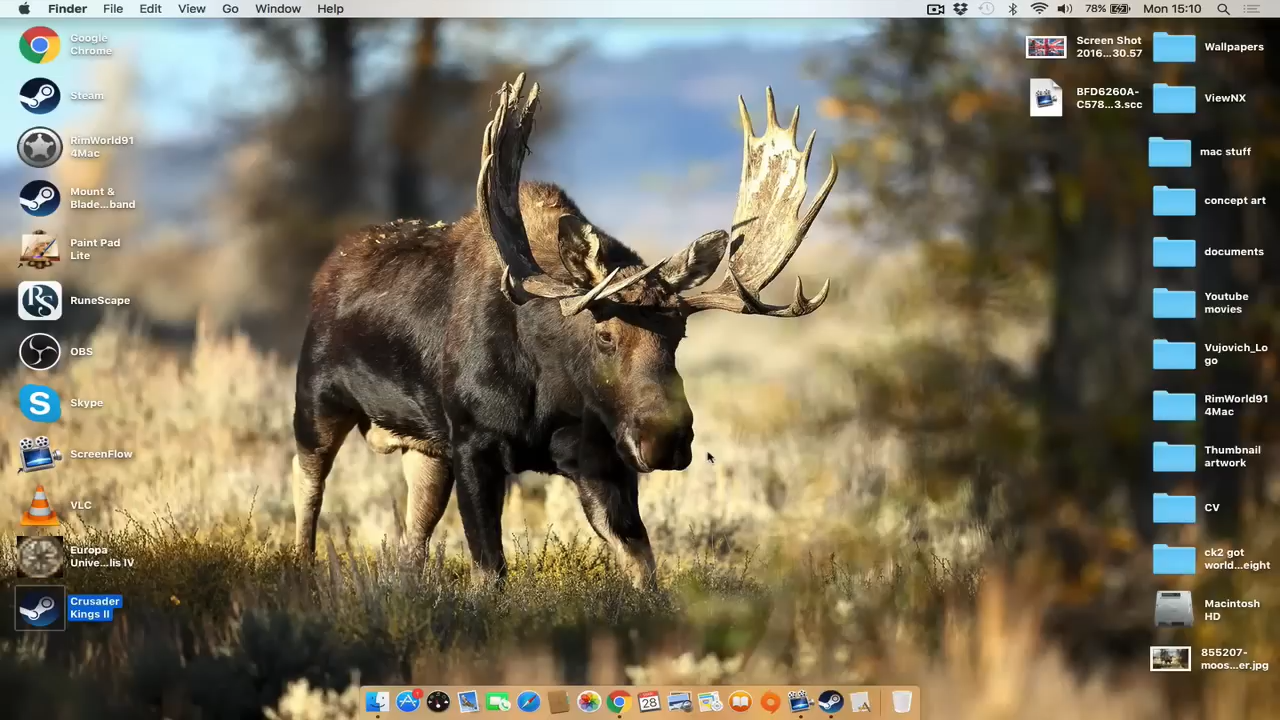 Finder File Edit View Go Window Help
78% Mon 15:10
Google
Chrome
Steam
RimWorld91
4Mac
Mount &
Blade...band
Paint Pad
Lite
RuneScape
OBS
Skype
ScreenFlow
VLC
Europa
Unive...lis IV
Crusader
Kings II
Screen Shot
2016...30.57
BFD6260A-
C578...3.scc
Wallpapers
ViewNX
mac stuff
concept art
documents
Youtube
movies
Vujovich_Lo
go
RimWorld91
4Mac
Thumbnail
artwork
CV
ck2 got
world...eight
Macintosh
HD
855207-
moos...er.jpg
28